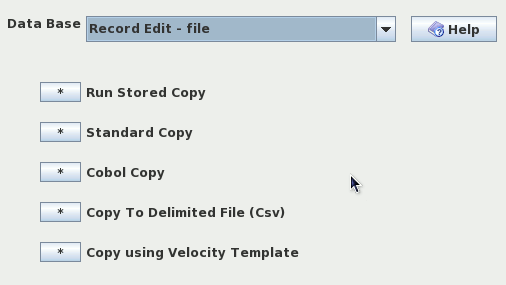 Data Base Record Edit - file Help
* Run Stored Copy
* Standard Copy
* Cobol Copy
* Copy To Delimited File (Csv)
* Copy using Velocity Template